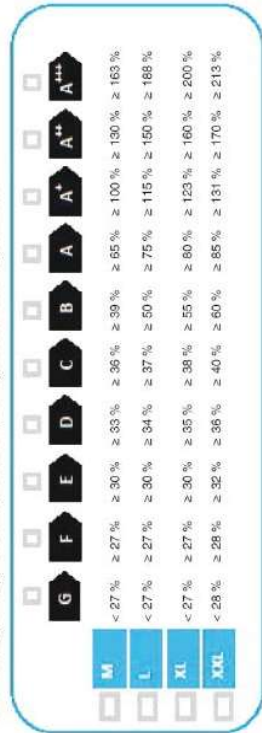 G F E D C B A A+ A++ A+++
M < 27 % ≥ 27 % ≥ 30 % ≥ 33 % ≥ 36 % ≥ 39 % ≥ 65 % ≥ 100 % ≥ 130 % ≥ 163 %
L < 27 % ≥ 27 % ≥ 30 % ≥ 34 % ≥ 37 % ≥ 50 % ≥ 75 % ≥ 115 % ≥ 150 % ≥ 188 %
XL < 27 % ≥ 27 % ≥ 30 % ≥ 35 % ≥ 38 % ≥ 55 % ≥ 80 % ≥ 123 % ≥ 160 % ≥ 200 %
XXL < 28 % ≥ 28 % ≥ 32 % ≥ 36 % ≥ 40 % ≥ 60 % ≥ 85 % ≥ 131 % ≥ 170 % ≥ 213 %